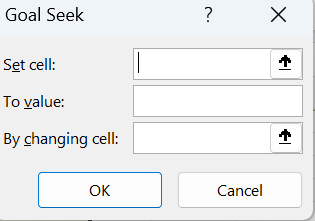 Goal Seek ?
Set cell:
To value:
By changing cell:
OK Cancel